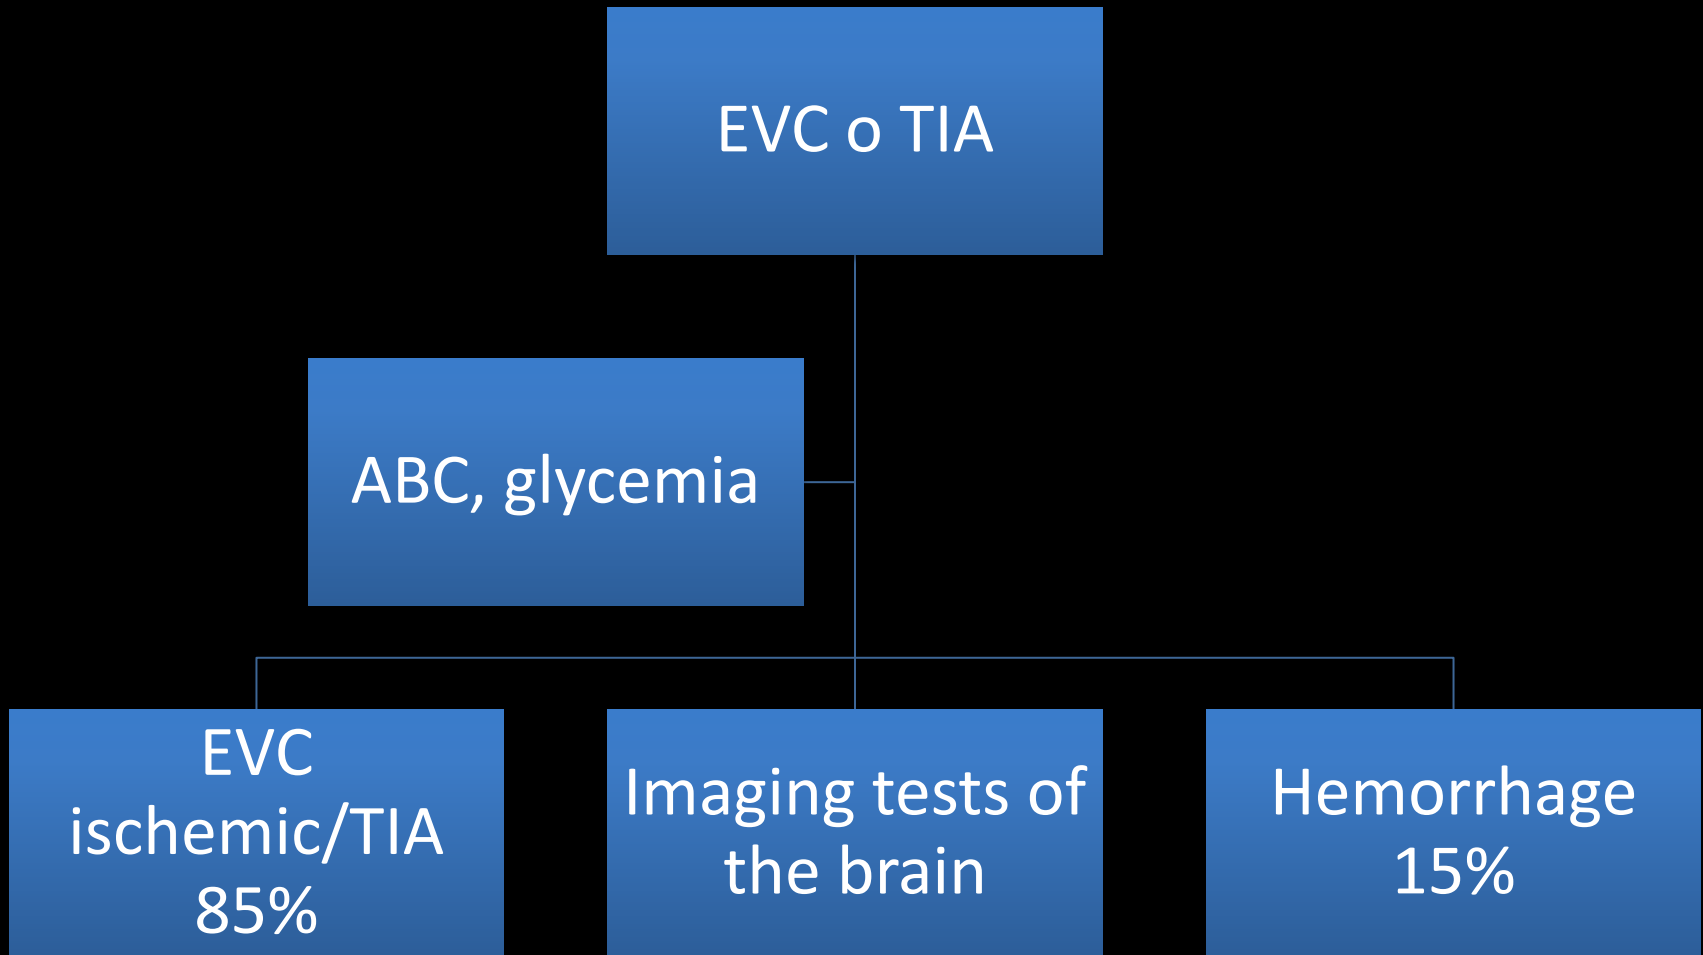 EVC o TIA
ABC, glycemia
EVC
ischemic/TIA
85%
Imaging tests of
the brain
Hemorrhage
15%